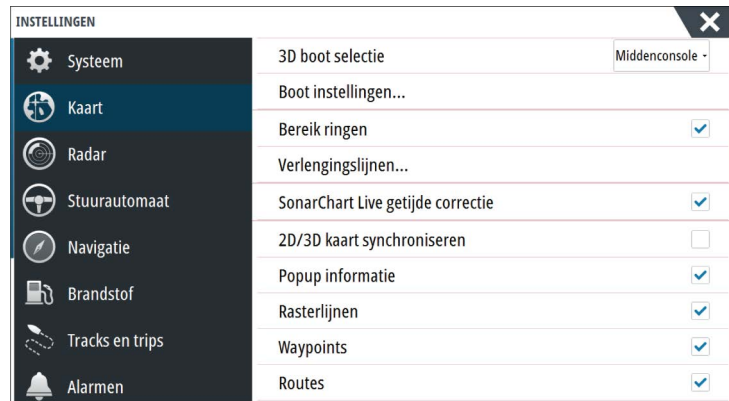 INSTELLINGEN
Systeem
Kaart
Radar
Stuurautomaat
Navigatie
Brandstof
Tracks en trips
Alarmen
3D boot selectie Middenconsole
Boot instellingen...
Bereik ringen
Verlengingslijnen...
SonarChart Live getijde correctie
2D/3D kaart synchroniseren
Popup informatie
Rasterlijnen
Waypoints
Routes